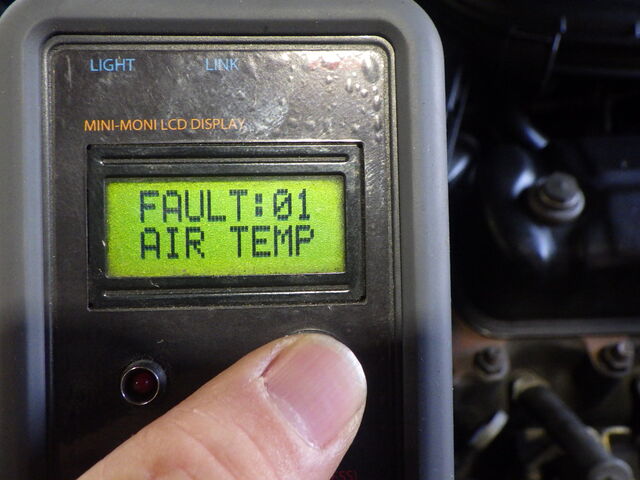 LIGHT LINK
MINI-MONI LCD DISPLAY
FAULT:01
AIR TEMP